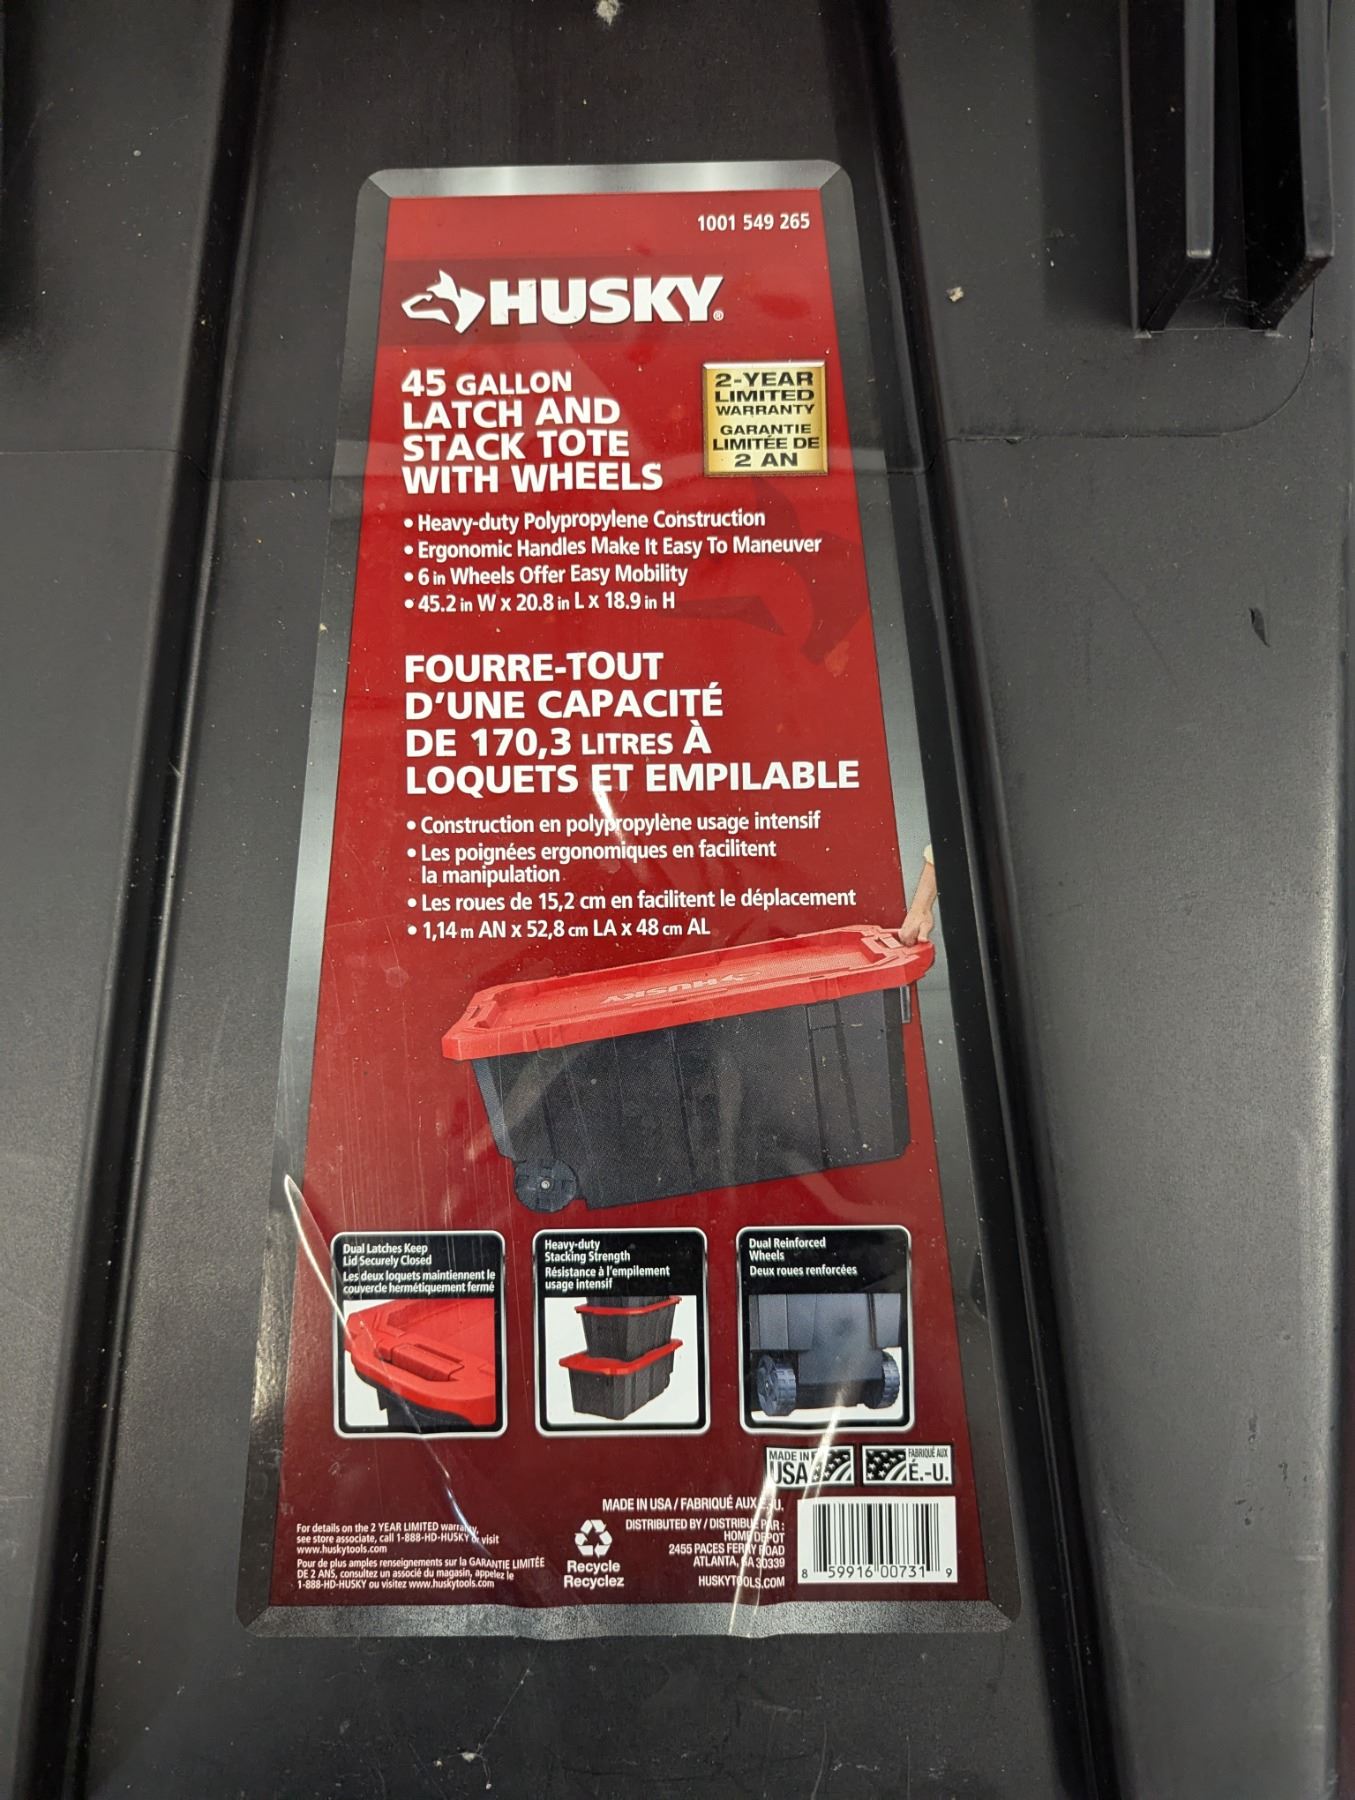 1001 549 265
HUSKY®
45 GALLON
LATCH AND
STACK TOTE
WITH WHEELS
2-YEAR
LIMITED
WARRANTY
GARANTIE
LIMITÉE DE
2 AN
• Heavy-duty Polypropylene Construction
• Ergonomic Handles Make It Easy To Maneuver
• 6 in Wheels Offer Easy Mobility
• 45.2 in W x 20.8 in L x 18.9 in H
FOURRE-TOUT
D'UNE CAPACITÉ
DE 170,3 LITRES À
LOQUETS ET EMPILABLE
• Construction en polypropylène usage intensif
• Les poignées ergonomiques en facilitent
la manipulation
• Les roues de 15,2 cm en facilitent le déplacement
• 1,14 m AN x 52,8 cm LA x 48 cm AL
HUSKY
Dual Latches Keep
Lid Securely Closed
Les deux loquets maintiennent le
couvercle hermétiquement fermé
Heavy-duty
Stacking Strength
Résistance à l'empilement
usage intensif
Dual Reinforced
Wheels
Deux roues renforcées
MADE IN
USA
FABRIQUÉ AUX
É.-U.
MADE IN USA / FABRIQUÉ AUX É.-U.
DISTRIBUTED BY / DISTRIBUÉ PAR :
HOME DEPOT
2455 PACES FERRY ROAD
ATLANTA, GA 30339
HUSKYTOOLS.COM
For details on the 2 YEAR LIMITED warranty,
see store associate, call 1-888-HD-HUSKY or visit
www.huskytools.com
Pour de plus amples renseignements sur la GARANTIE LIMITÉE
DE 2 ANS, consultez un associé du magasin, appelez le
1-888-HD-HUSKY ou visitez www.huskytools.com
Recycle
Recyclez
8 59916 00731 9